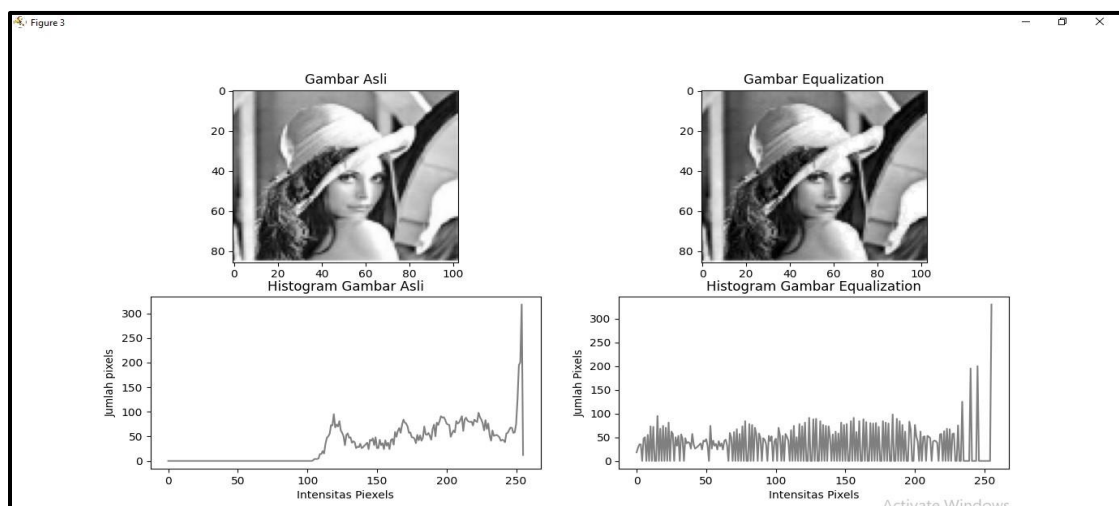 Figure 3
Gambar Asli
Gambar Equalization
0
20
40
60
80
0 20 40 60 80 100
0
20
40
60
80
0 20 40 60 80 100
Histogram Gambar Asli
Histogram Gambar Equalization
Jumlah pixels
300
250
200
150
100
50
0
0 50 100 150 200 250
Intensitas Piexels
Jumlah Pixels
300
250
200
150
100
50
0
0 50 100 150 200 250
Intensitas Pixels
Activate Windows